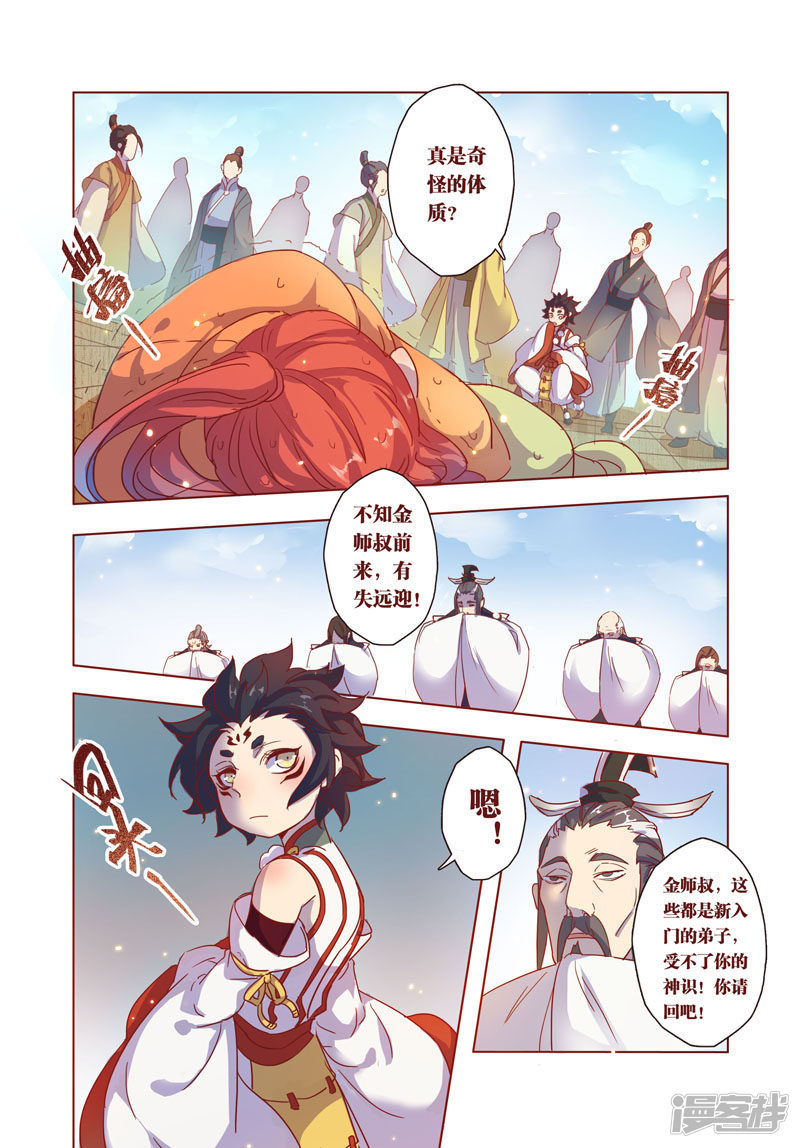 真是奇
怪的体
质？
抽搐
抽搐
不知金
师叔前
来，有
失远迎！
回米
嗯！
金师叔，这
些都是新入
门的弟子，
受不了你的
神识！你请
回吧！
漫客栈